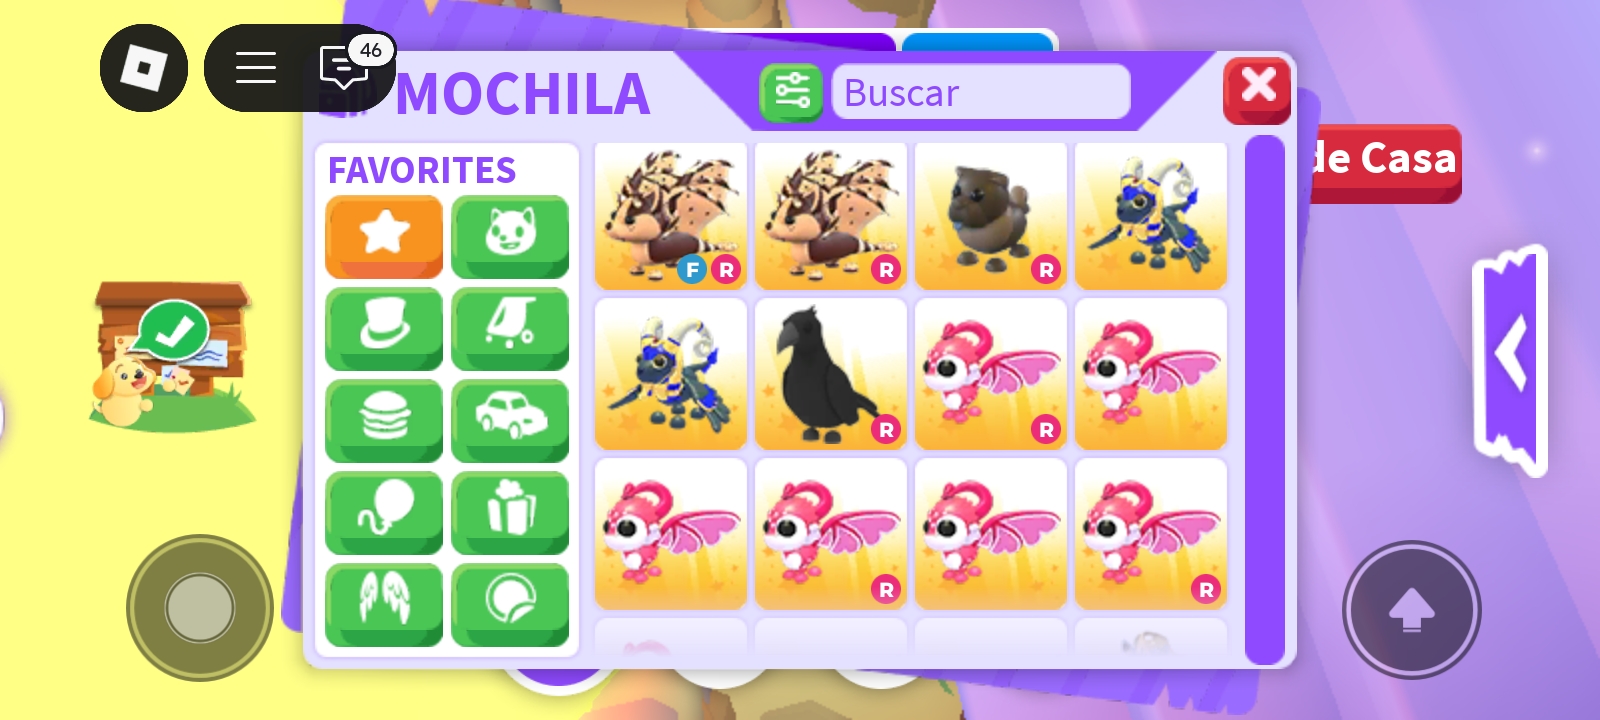 46
MOCHILA
Buscar
de Casa
FAVORITES
F R
R
R
R
R
R
R